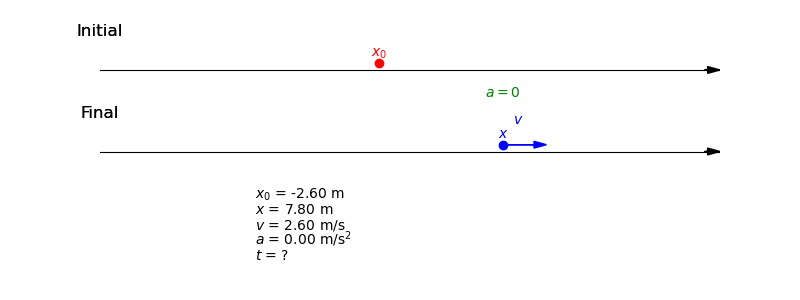 Initial
x₀
a = 0
Final
v
x
x₀ = -2.60 m
x = 7.80 m
v = 2.60 m/s
a = 0.00 m/s²
t = ?